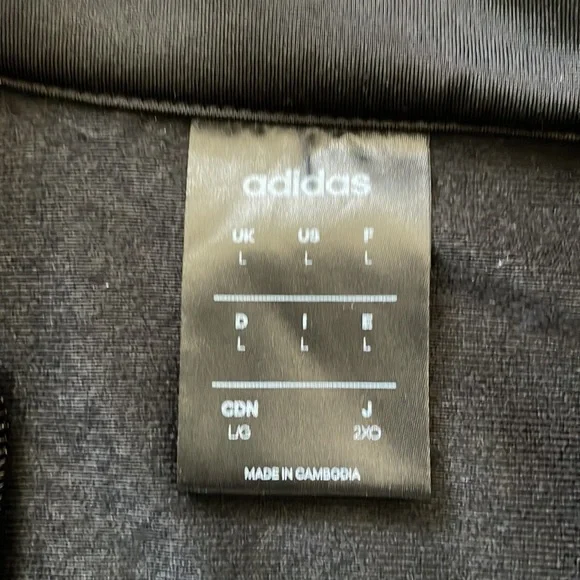 adidas
UK US F
L L L
D I E
L L L
CDN J
L/G 2XO
MADE IN CAMBODIA